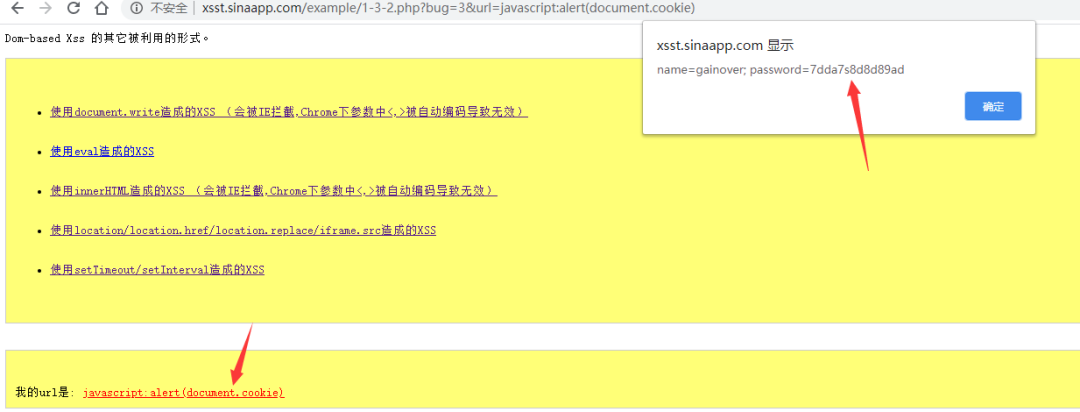 不安全 | xsst.sinaapp.com/example/1-3-2.php?bug=3&url=javascript:alert(document.cookie)
Dom-based Xss 的其它被利用的形式。
xsst.sinaapp.com 显示
name=gainover; password=7dda7s8d8d89ad
确定
使用document.write造成的XSS （会被IE拦截,Chrome下参数中<,>被自动编码导致无效）
使用eval造成的XSS
使用innerHTML造成的XSS （会被IE拦截,Chrome下参数中<,>被自动编码导致无效）
使用location/location.href/location.replace/iframe.src造成的XSS
使用setTimeout/setInterval造成的XSS
我的url是: javascript:alert(document.cookie)